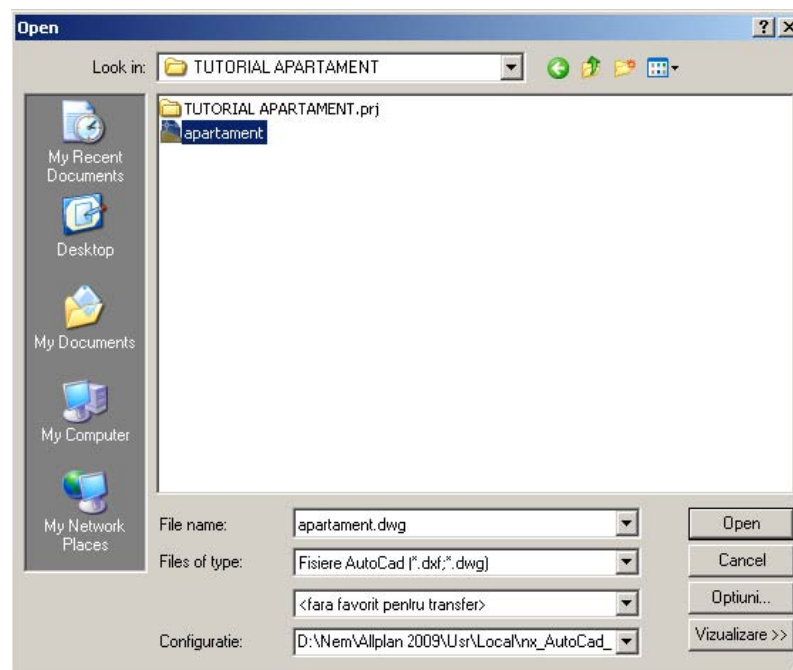 Open
Look in:
TUTORIAL APARTAMENT
TUTORIAL APARTAMENT.prj
apartament
My Recent
Documents
Desktop
My Documents
My Computer
My Network
Places
File name:
apartament.dwg
Open
Files of type:
Fisiere AutoCad (*.dxf;*.dwg)
Cancel
<fara favorit pentru transfer>
Optiuni...
Configuratie:
D:\Nem\Allplan 2009\Usr\Local\nx_AutoCad_
Vizualizare >>